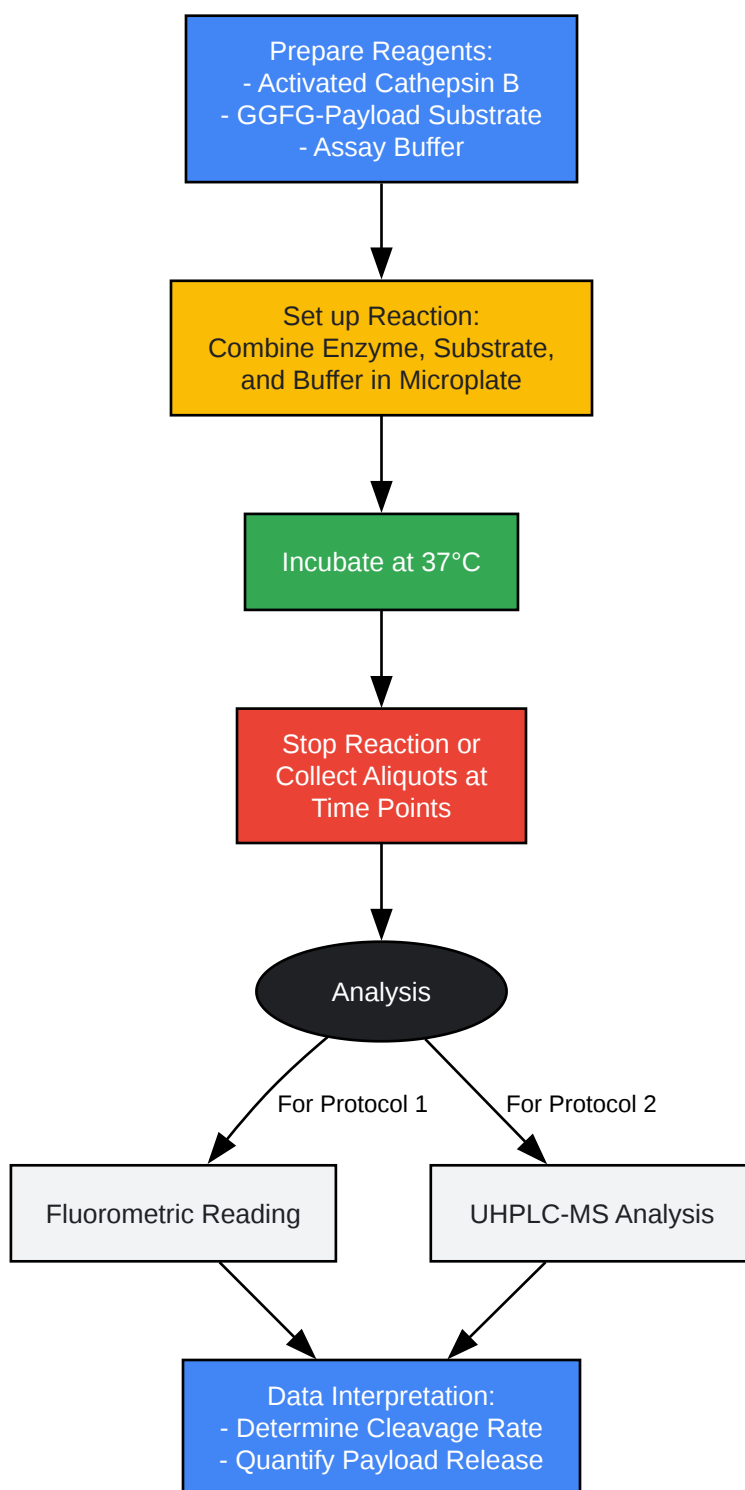 Prepare Reagents:
- Activated Cathepsin B
- GGFG-Payload Substrate
- Assay Buffer
Set up Reaction:
Combine Enzyme, Substrate,
and Buffer in Microplate
Incubate at 37°C
Stop Reaction or
Collect Aliquots at
Time Points
Analysis
For Protocol 1
For Protocol 2
Fluorometric Reading
UHPLC-MS Analysis
Data Interpretation:
- Determine Cleavage Rate
- Quantify Payload Release